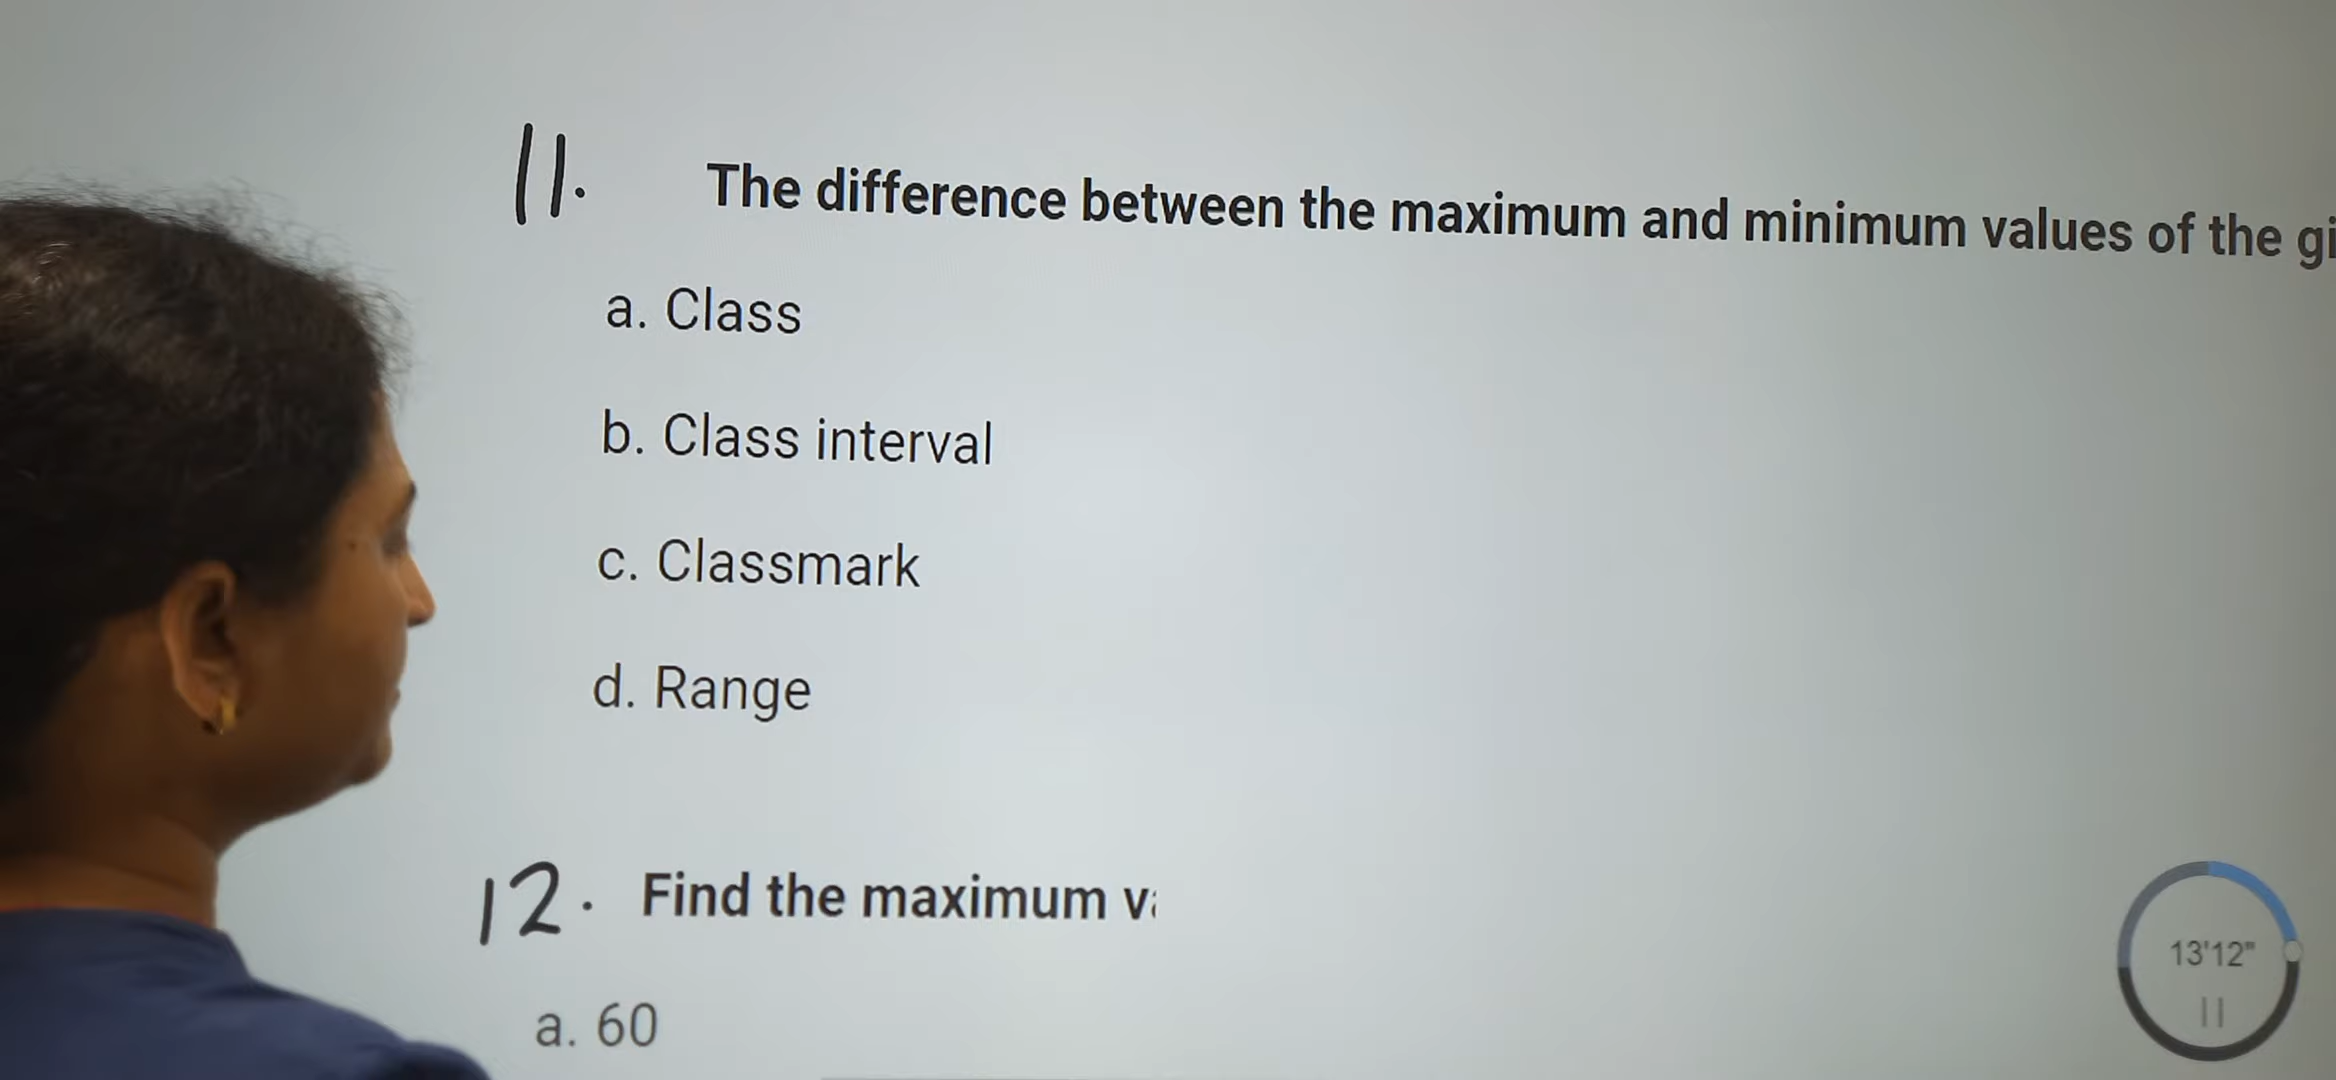 11. The difference between the maximum and minimum values of the
a. Class
b. Class interval
c. Classmark
d. Range
12. Find the maximum
a. 60
13'12"